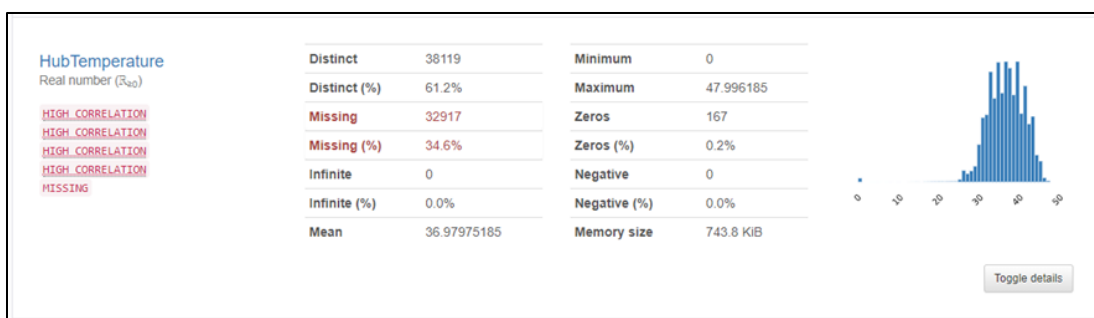 HubTemperature
Real number (ℝ≥0)
HIGH CORRELATION
HIGH CORRELATION
HIGH CORRELATION
HIGH CORRELATION
MISSING
Distinct 38119
Distinct (%) 61.2%
Missing 32917
Missing (%) 34.6%
Infinite 0
Infinite (%) 0.0%
Mean 36.97975185
Minimum 0
Maximum 47.996185
Zeros 167
Zeros (%) 0.2%
Negative 0
Negative (%) 0.0%
Memory size 743.8 KiB
0 10 20 30 40 50
Toggle details